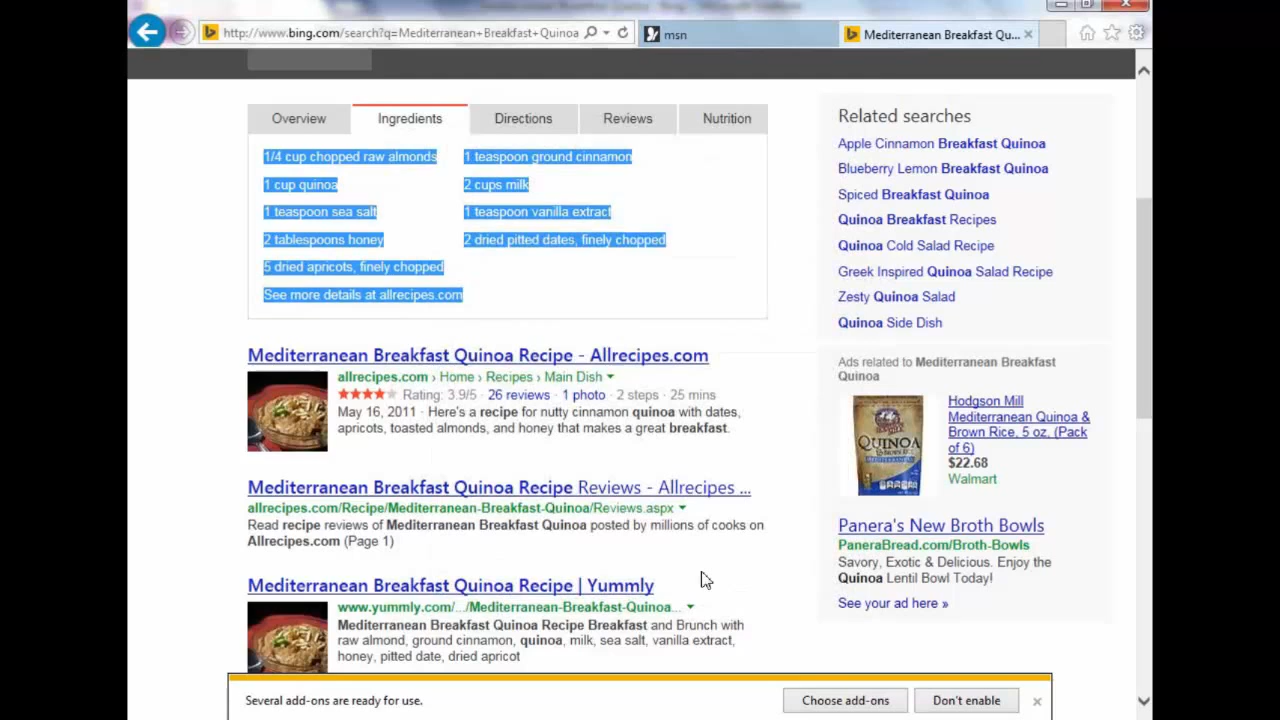 http://www.bing.com/search?q=Mediterranean+Breakfast+Quinoa
msn
Mediterranean Breakfast Qu...
Overview
Ingredients
Directions
Reviews
Nutrition
1/4 cup chopped raw almonds
1 teaspoon ground cinnamon
1 cup quinoa
2 cups milk
1 teaspoon sea salt
1 teaspoon vanilla extract
2 tablespoons honey
2 dried pitted dates, finely chopped
5 dried apricots, finely chopped
See more details at allrecipes.com
Mediterranean Breakfast Quinoa Recipe - Allrecipes.com
allrecipes.com › Home › Recipes › Main Dish
Rating: 3.9/5 · 26 reviews · 1 photo · 2 steps · 25 mins
May 16, 2011 · Here's a recipe for nutty cinnamon quinoa with dates,
apricots, toasted almonds, and honey that makes a great breakfast.
Mediterranean Breakfast Quinoa Recipe Reviews - Allrecipes ...
allrecipes.com/Recipe/Mediterranean-Breakfast-Quinoa/Reviews.aspx
Read recipe reviews of Mediterranean Breakfast Quinoa posted by millions of cooks on
Allrecipes.com (Page 1)
Mediterranean Breakfast Quinoa Recipe | Yummly
www.yummly.com/.../Mediterranean-Breakfast-Quinoa...
Mediterranean Breakfast Quinoa Recipe Breakfast and Brunch with
raw almond, ground cinnamon, quinoa, milk, sea salt, vanilla extract,
honey, pitted date, dried apricot
Related searches
Apple Cinnamon Breakfast Quinoa
Blueberry Lemon Breakfast Quinoa
Spiced Breakfast Quinoa
Quinoa Breakfast Recipes
Quinoa Cold Salad Recipe
Greek Inspired Quinoa Salad Recipe
Zesty Quinoa Salad
Quinoa Side Dish
Ads related to Mediterranean Breakfast
Quinoa
QUINOA
Hodgson Mill
Mediterranean Quinoa &
Brown Rice, 5 oz, (Pack
of 6)
$22.68
Walmart
Panera's New Broth Bowls
PaneraBread.com/Broth-Bowls
Savory, Exotic & Delicious. Enjoy the
Quinoa Lentil Bowl Today!
See your ad here »
Several add-ons are ready for use.
Choose add-ons
Don't enable